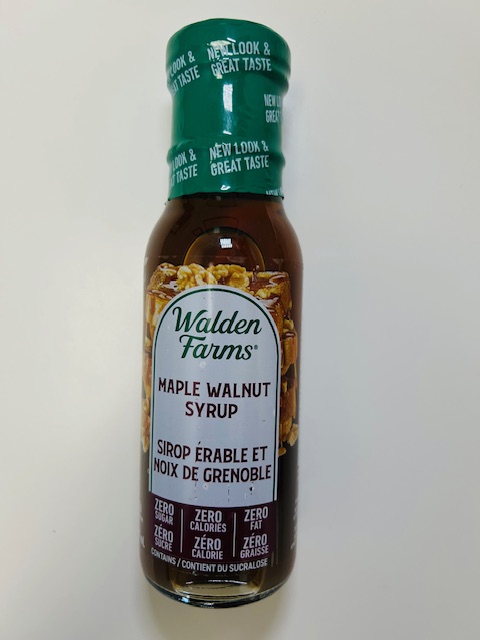 LOOK & NEW LOOK &
TASTE GREAT TASTE
NEW
GREAT
LOOK & NEW LOOK &
TASTE GREAT TASTE
Walden
Farms®
MAPLE WALNUT
SYRUP
SIROP ÉRABLE ET
NOIX DE GRENOBLE
ZERO SUGAR
ZERO CALORIES
ZERO FAT
ZÉRO SUCRE
ZÉRO CALORIE
ZÉRO GRAISSE
CONTAINS / CONTIENT DU SUCRALOSE